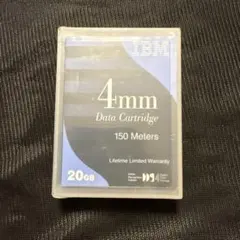 IBM
4mm
Data Cartridge
150 Meters
Lifetime Limited Warranty
20GB